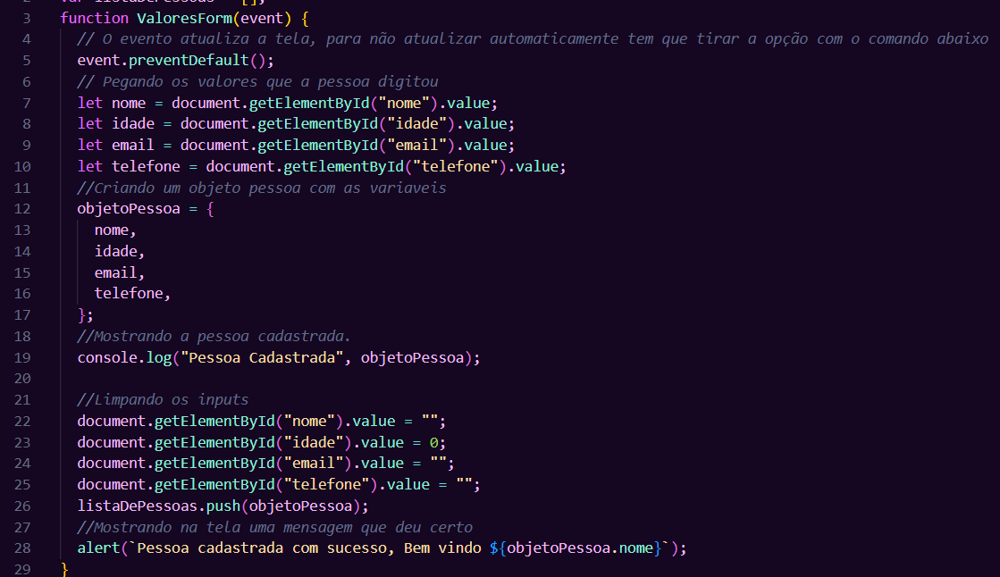 2 var listaDePessoas = [];
3 function ValoresForm(event) {
4 // O evento atualiza a tela, para não atualizar automaticamente tem que tirar a opção com o comando abaixo
5 event.preventDefault();
6 // Pegando os valores que a pessoa digitou
7 let nome = document.getElementById("nome").value;
8 let idade = document.getElementById("idade").value;
9 let email = document.getElementById("email").value;
10 let telefone = document.getElementById("telefone").value;
11 //Criando um objeto pessoa com as variaveis
12 objetoPessoa = {
13 nome,
14 idade,
15 email,
16 telefone,
17 };
18 //Mostrando a pessoa cadastrada.
19 console.log("Pessoa Cadastrada", objetoPessoa);
20
21 //Limpando os inputs
22 document.getElementById("nome").value = "";
23 document.getElementById("idade").value = 0;
24 document.getElementById("email").value = "";
25 document.getElementById("telefone").value = "";
26 listaDePessoas.push(objetoPessoa);
27 //Mostrando na tela uma mensagem que deu certo
28 alert(`Pessoa cadastrada com sucesso, Bem vindo ${objetoPessoa.nome}`);
29 }